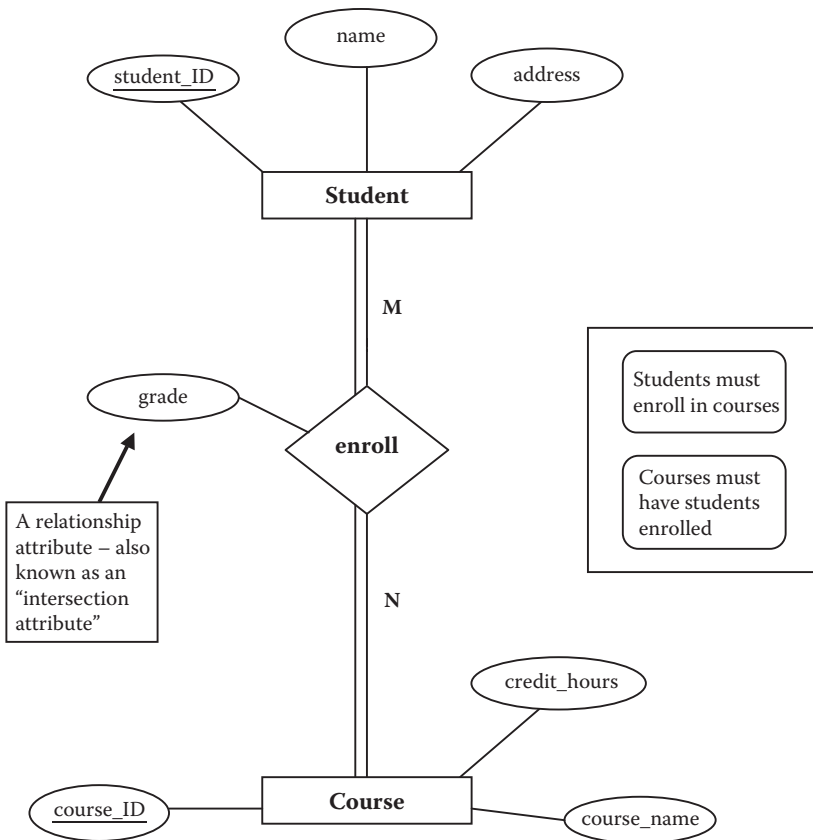 name
student_ID
address
Student
M
Students must
enroll in courses
grade
enroll
Courses must
have students
enrolled
A relationship
attribute – also
known as an
“intersection
attribute”
N
credit_hours
Course
course_ID
course_name